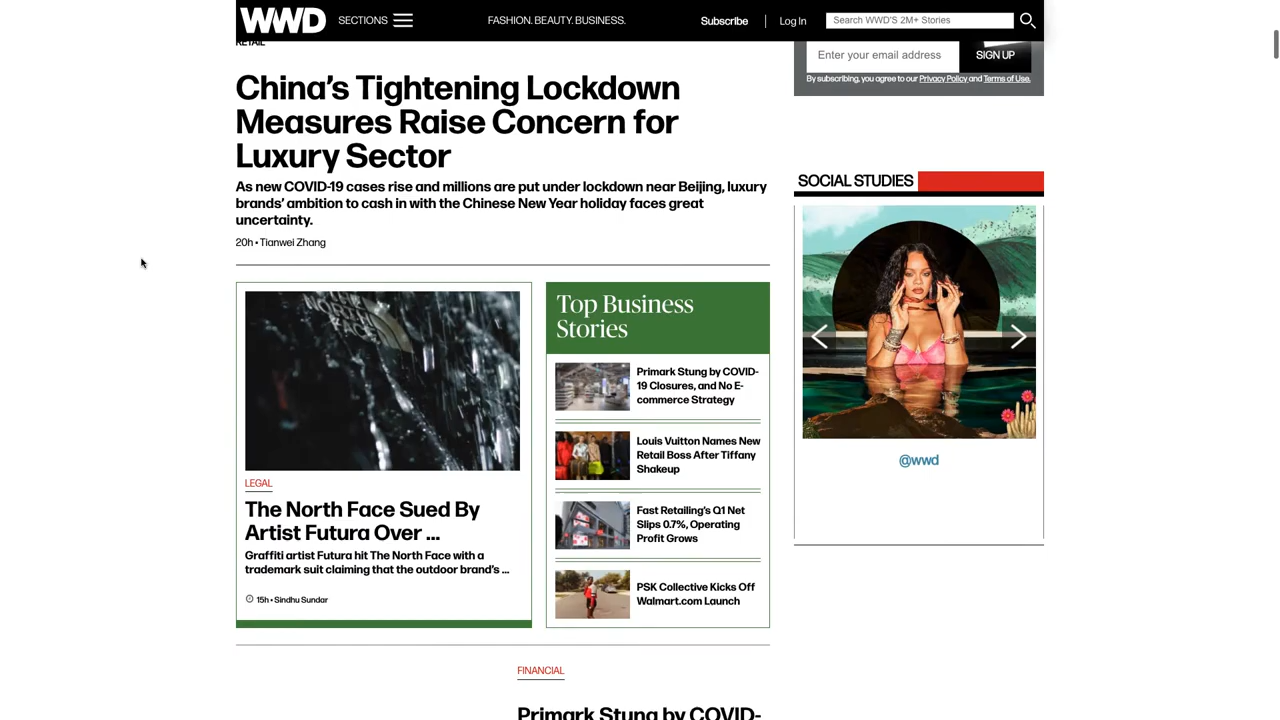 WWD
SECTIONS
FASHION. BEAUTY. BUSINESS.
Subscribe
Log In
Search WWD'S 2M+ Stories
RETAIL
China's Tightening Lockdown
Measures Raise Concern for
Luxury Sector
As new COVID-19 cases rise and millions are put under lockdown near Beijing, luxury
brands' ambition to cash in with the Chinese New Year holiday faces great
uncertainty.
20h • Tianwei Zhang
LEGAL
The North Face Sued By
Artist Futura Over ...
Graffiti artist Futura hit The North Face with a
trademark suit claiming that the outdoor brand's ...
15h • Sindhu Sundar
Top Business
Stories
Primark Stung by COVID-
19 Closures, and No E-
commerce Strategy
Louis Vuitton Names New
Retail Boss After Tiffany
Shakeup
Fast Retailing's Q1 Net
Slips 0.7%, Operating
Profit Grows
PSK Collective Kicks Off
Walmart.com Launch
FINANCIAL
Primark Stung by COVID-
Enter your email address
SIGN UP
By subscribing, you agree to our Privacy Policy and Terms of Use.
SOCIAL STUDIES
@wwd